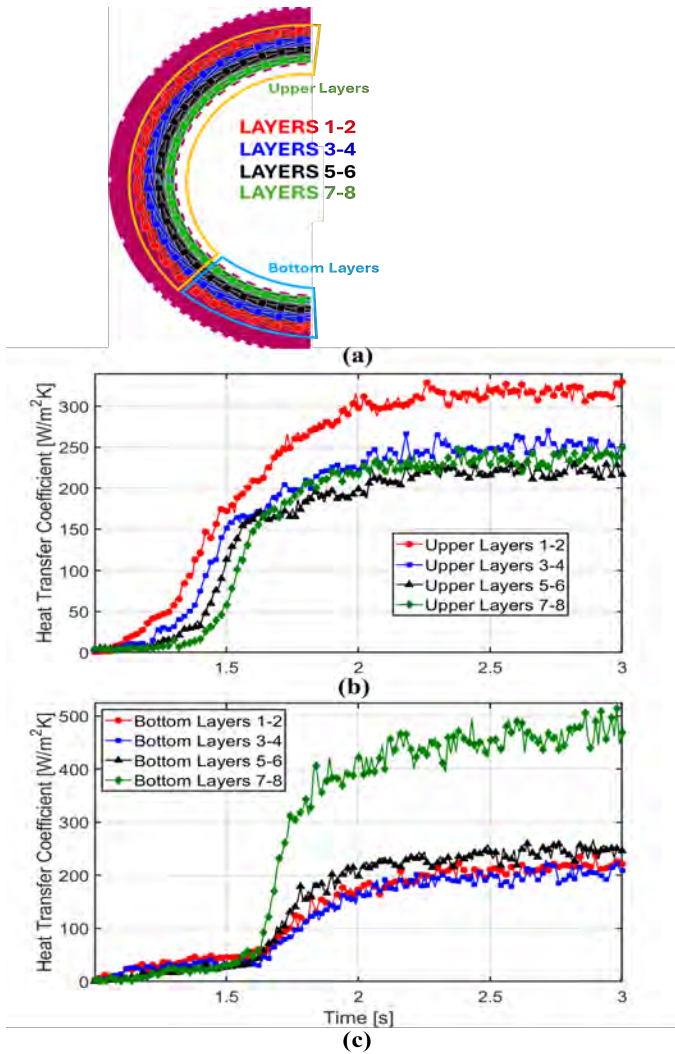 Upper Layers
LAYERS 1-2
LAYERS 3-4
LAYERS 5-6
LAYERS 7-8
Bottom Layers
(a)
Heat Transfer Coefficient [W/m²K]
300
250
200
150
100
50
0
Upper Layers 1-2
Upper Layers 3-4
Upper Layers 5-6
Upper Layers 7-8
1.5
2
2.5
3
(b)
Heat Transfer Coefficient [W/m²K]
500
400
300
200
100
0
Bottom Layers 1-2
Bottom Layers 3-4
Bottom Layers 5-6
Bottom Layers 7-8
1.5
2
2.5
3
Time [s]
(c)